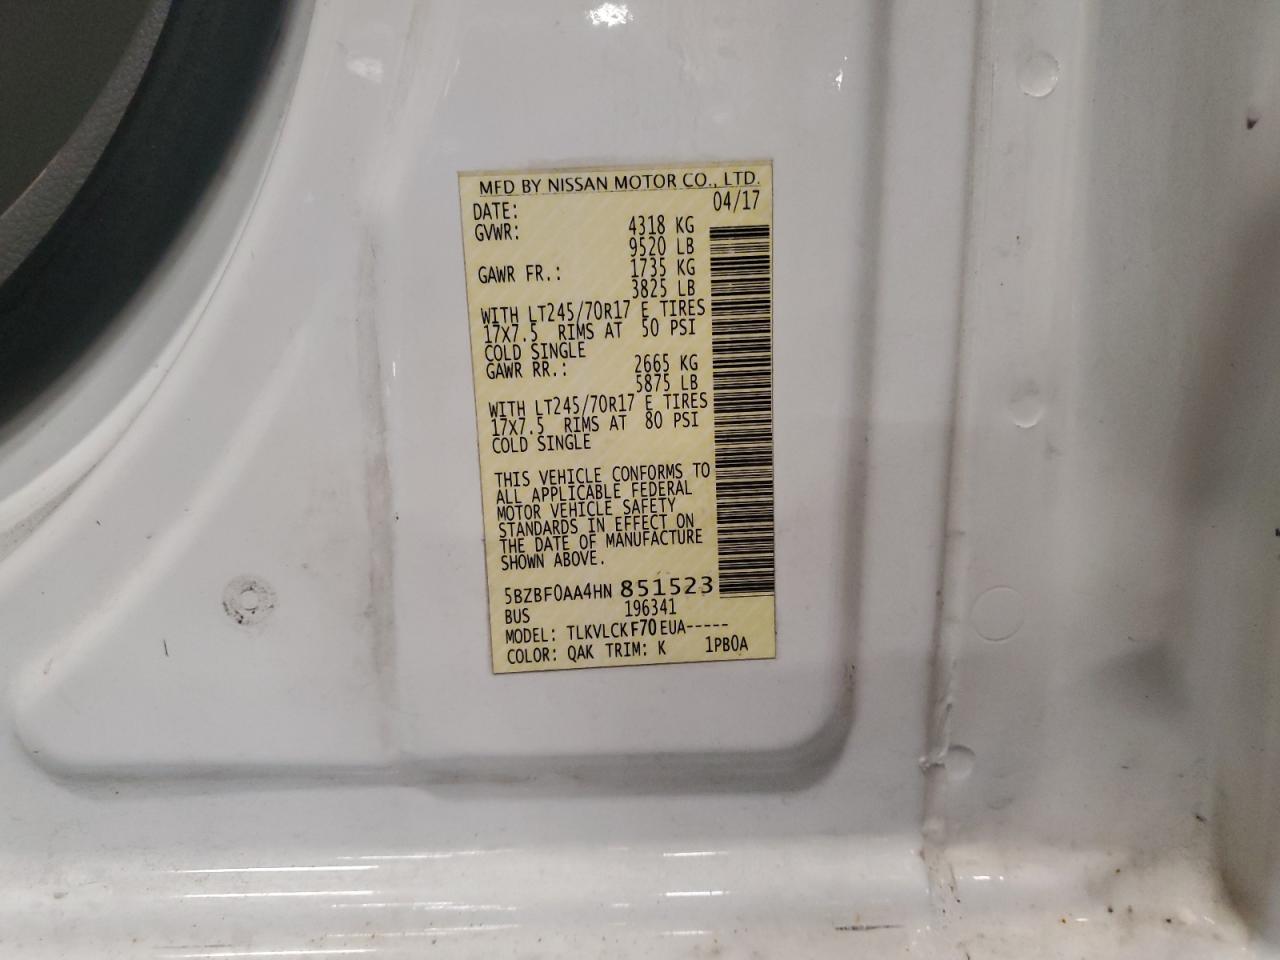 MFD BY NISSAN MOTOR CO., LTD.
DATE: 04/17
GVWR: 4318 KG
9520 LB
GAWR FR.: 1735 KG
3825 LB
WITH LT245/70R17 E TIRES
17X7.5 RIMS AT 50 PSI
COLD SINGLE
GAWR RR.: 2665 KG
5875 LB
WITH LT245/70R17 E TIRES
17X7.5 RIMS AT 80 PSI
COLD SINGLE
THIS VEHICLE CONFORMS TO
ALL APPLICABLE FEDERAL
MOTOR VEHICLE SAFETY
STANDARDS IN EFFECT ON
THE DATE OF MANUFACTURE
SHOWN ABOVE.
5BZBF0AA4HN 851523
BUS 196341
MODEL: TLKVLCKF70EUA-----
COLOR: QAK TRIM: K 1PB0A